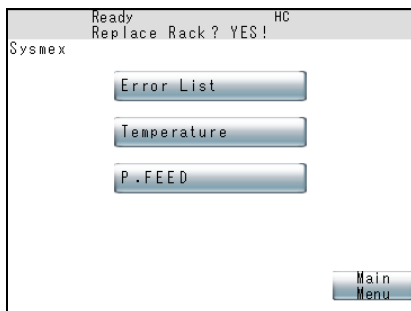 Ready HC
Replace Rack? YES!
Sysmex
Error List
Temperature
P.FEED
Main
Menu